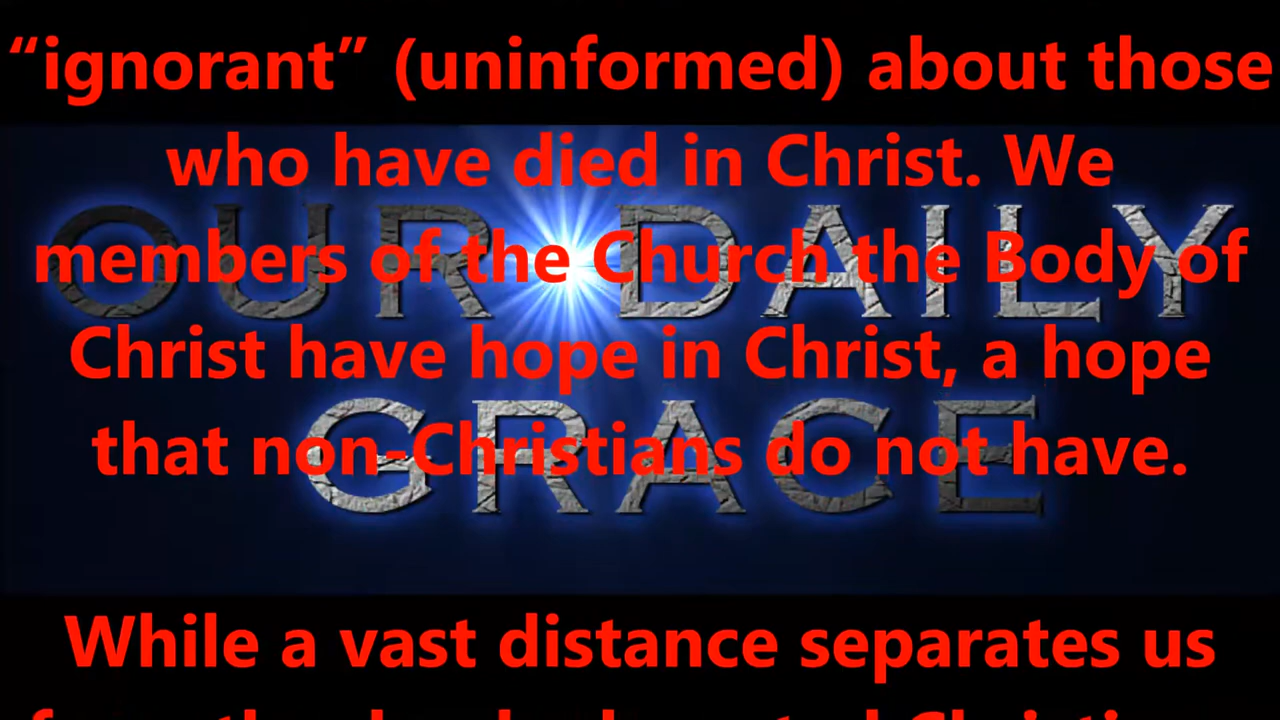 “ignorant” (uninformed) about those
who have died in Christ. We
OUR DAILY
members of the Church the Body of
Christ have hope in Christ, a hope
GRACE
that non-Christians do not have.
While a vast distance separates us